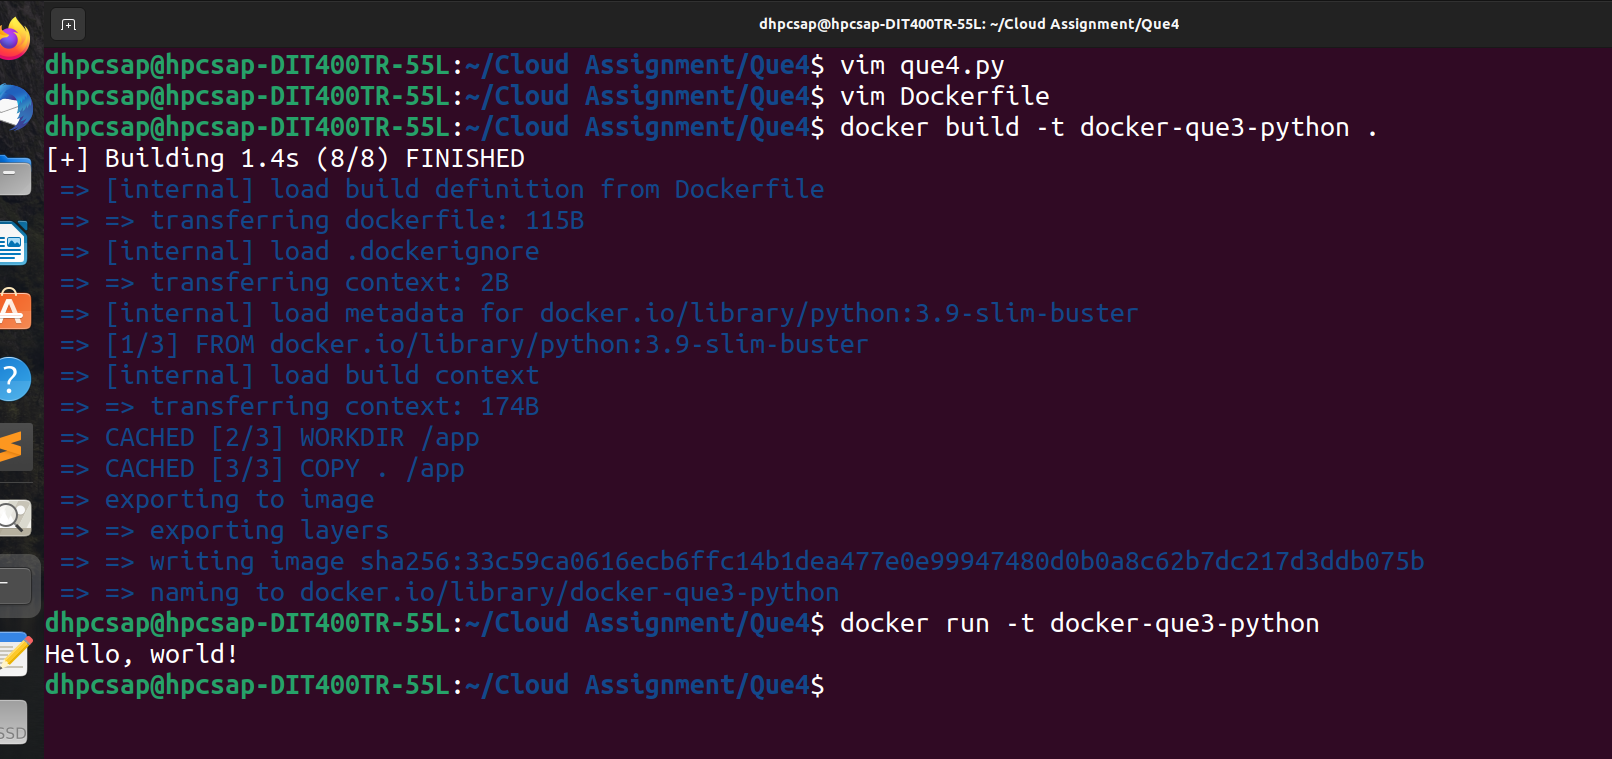 dhpcsap@hpcsap-DIT400TR-55L: ~/Cloud Assignment/Que4
dhpcsap@hpcsap-DIT400TR-55L:~/Cloud Assignment/Que4$ vim que4.py
dhpcsap@hpcsap-DIT400TR-55L:~/Cloud Assignment/Que4$ vim Dockerfile
dhpcsap@hpcsap-DIT400TR-55L:~/Cloud Assignment/Que4$ docker build -t docker-que3-python .
[+] Building 1.4s (8/8) FINISHED
 => [internal] load build definition from Dockerfile
 => => transferring dockerfile: 115B
 => [internal] load .dockerignore
 => => transferring context: 2B
 => [internal] load metadata for docker.io/library/python:3.9-slim-buster
 => [1/3] FROM docker.io/library/python:3.9-slim-buster
 => [internal] load build context
 => => transferring context: 174B
 => CACHED [2/3] WORKDIR /app
 => CACHED [3/3] COPY . /app
 => exporting to image
 => => exporting layers
 => => writing image sha256:33c59ca0616ecb6ffc14b1dea477e0e99947480d0b0a8c62b7dc217d3ddb075b
 => => naming to docker.io/library/docker-que3-python
dhpcsap@hpcsap-DIT400TR-55L:~/Cloud Assignment/Que4$ docker run -t docker-que3-python
Hello, world!
dhpcsap@hpcsap-DIT400TR-55L:~/Cloud Assignment/Que4$
SSD